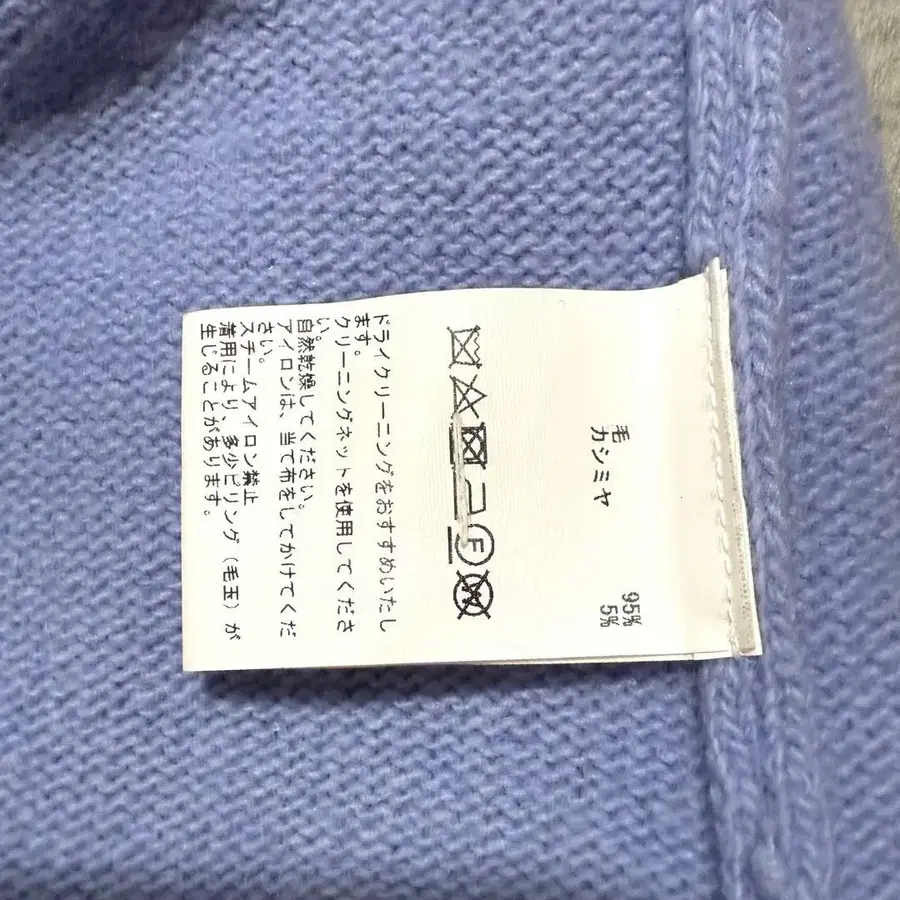 毛 95%
カシミヤ 5%
F
W
ドライクリーニングをおすすめいたし
ます。
クリーニングネットを使用してくださ
い。
自然乾燥してください。
アイロンは、当て布をしてかけてくだ
さい。
スチームアイロン禁止
着用により、多少ピリング（毛玉）が
生じることがあります。